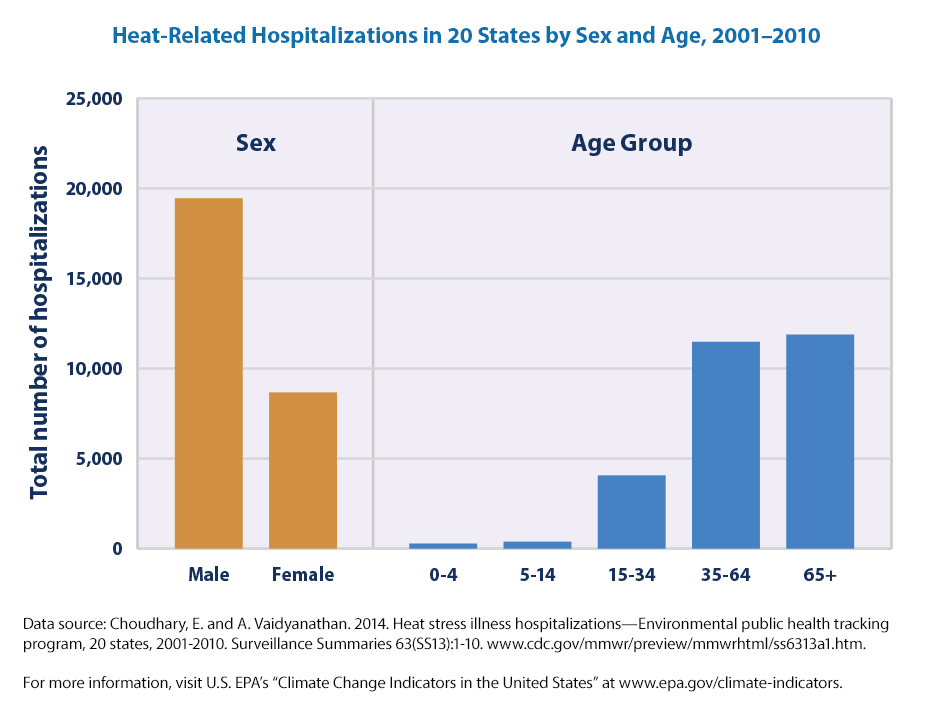 Heat-Related Hospitalizations in 20 States by Sex and Age, 2001–2010
Total number of hospitalizations
25,000
20,000
15,000
10,000
5,000
0
Sex
Age Group
Male
Female
0-4
5-14
15-34
35-64
65+
Data source: Choudhary, E. and A. Vaidyanathan. 2014. Heat stress illness hospitalizations—Environmental public health tracking
program, 20 states, 2001-2010. Surveillance Summaries 63(SS13):1-10. www.cdc.gov/mmwr/preview/mmwrhtml/ss6313a1.htm.
For more information, visit U.S. EPA’s “Climate Change Indicators in the United States” at www.epa.gov/climate-indicators.